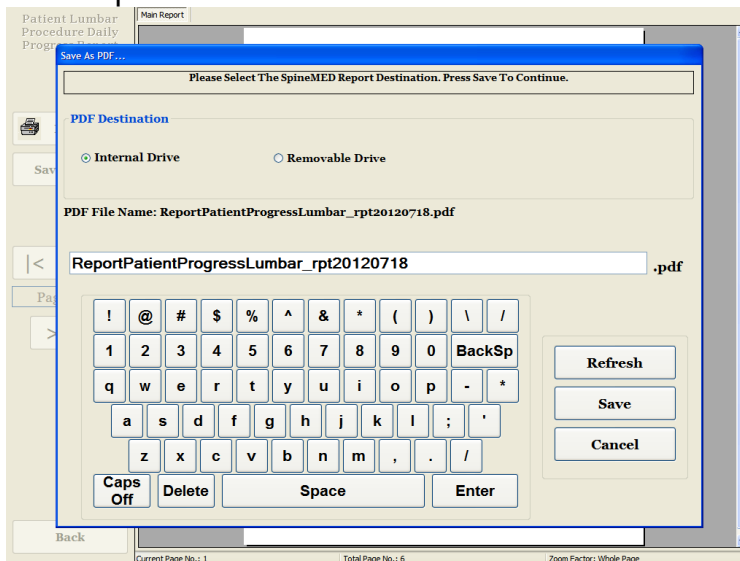 Patient Lumbar
Procedure Daily
Main Report
Save As PDF...
Please Select The SpineMED Report Destination. Press Save To Continue.
PDF Destination
Internal Drive
Removable Drive
PDF File Name: ReportPatientProgressLumbar_rpt20120718.pdf
ReportPatientProgressLumbar_rpt20120718
.pdf
! @ # $ % ^ & * ( ) \ /
1 2 3 4 5 6 7 8 9 0 BackSp
q w e r t y u i o p - *
a s d f g h j k l ; '
z x c v b n m , . /
Caps Off Delete Space Enter
Refresh
Save
Cancel
|<
>
Back
Current Page No.: 1
Total Page No.: 6
Zoom Factor: Whole Page